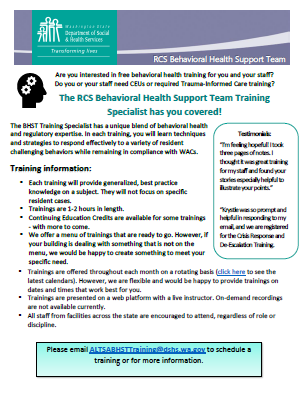 Washington State
Department of Social
& Health Services
Transforming lives
RCS Behavioral Health Support Team
Are you interested in free behavioral health training for you and your staff?
Do you or your staff need CEUs or required Trauma-Informed Care training?
The RCS Behavioral Health Support Team Training
Specialist has you covered!
The BHST Training Specialist has a unique blend of behavioral health
and regulatory expertise. In each training, you will learn techniques
and strategies to respond effectively to a variety of resident
challenging behaviors while remaining in compliance with WACs.
Training information:
• Each training will provide generalized, best practice
knowledge on a subject. They will not focus on specific
resident cases.
• Trainings are 1-2 hours in length.
• Continuing Education Credits are available for some trainings
- with more to come.
• We offer a menu of trainings that are ready to go. However, if
your building is dealing with something that is not on the
menu, we would be happy to create something to meet your
specific need.
• Trainings are offered throughout each month on a rotating basis (click here to see the
latest calendars). However, we are flexible and would be happy to provide trainings on
dates and times that work best for you.
• Trainings are presented on a web platform with a live instructor. On-demand recordings
are not available currently.
• All staff from facilities across the state are encouraged to attend, regardless of role or
discipline.
Testimonials:
"I'm feeling hopeful! I took
three pages of notes. I
thought it was great training
for my staff and found your
stories especially helpful to
illustrate your points."
"Krystle was so prompt and
helpful in responding to my
email, and we are registered
for the Crisis Response and
De-Escalation Training.
Please email ALTSABHSTTraining@dshs.wa.gov to schedule a
training or for more information.